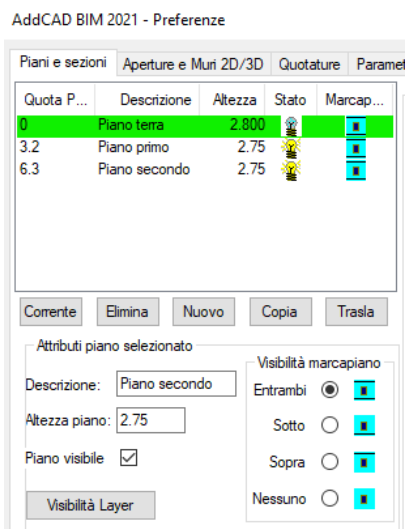 AddCAD BIM 2021 - Preferenze
Piani e sezioni Aperture e Muri 2D/3D Quotature Paramet
Quota P... Descrizione Altezza Stato Marcap...
0 Piano terra 2.800
3.2 Piano primo 2.75
6.3 Piano secondo 2.75
Corrente Elimina Nuovo Copia Trasla
Attributi piano selezionato
Visibilità marcapiano
Descrizione: Piano secondo
Entrambi
Altezza piano: 2.75
Sotto
Piano visibile
Sopra
Visibilità Layer
Nessuno